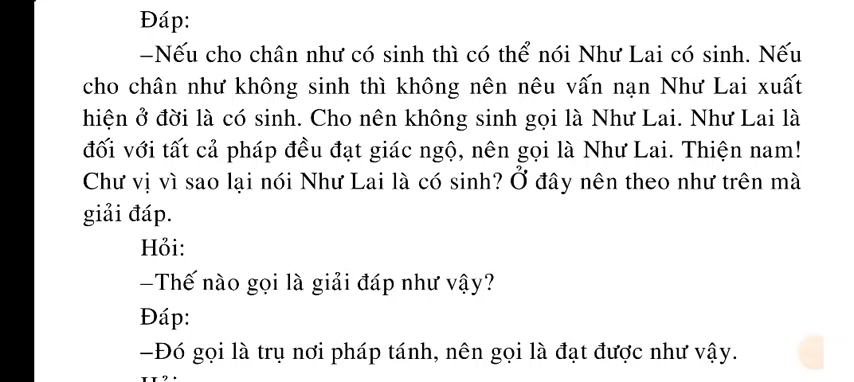 Đáp:
–Nếu cho chân như có sinh thì có thể nói Như Lai có sinh. Nếu
cho chân như không sinh thì không nên nêu vấn nạn Như Lai xuất
hiện ở đời là có sinh. Cho nên không sinh gọi là Như Lai. Như Lai là
đối với tất cả pháp đều đạt giác ngộ, nên gọi là Như Lai. Thiện nam!
Chư vị vì sao lại nói Như Lai là có sinh? Ở đây nên theo như trên mà
giải đáp.
Hỏi:
–Thế nào gọi là giải đáp như vậy?
Đáp:
–Đó gọi là trụ nơi pháp tánh, nên gọi là đạt được như vậy.